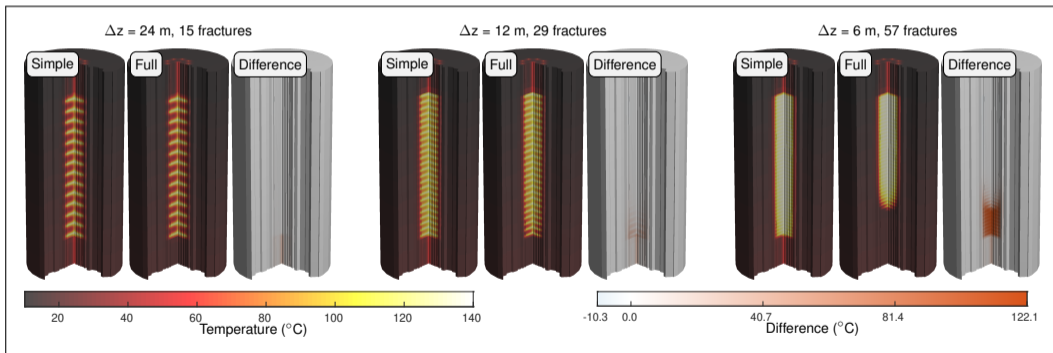 Δz = 24 m, 15 fractures
Simple Full Difference
Δz = 12 m, 29 fractures
Simple Full Difference
Δz = 6 m, 57 fractures
Simple Full Difference
20 40 60 80 100 120 140
Temperature (°C)
-10.3 0.0 40.7 81.4 122.1
Difference (°C)